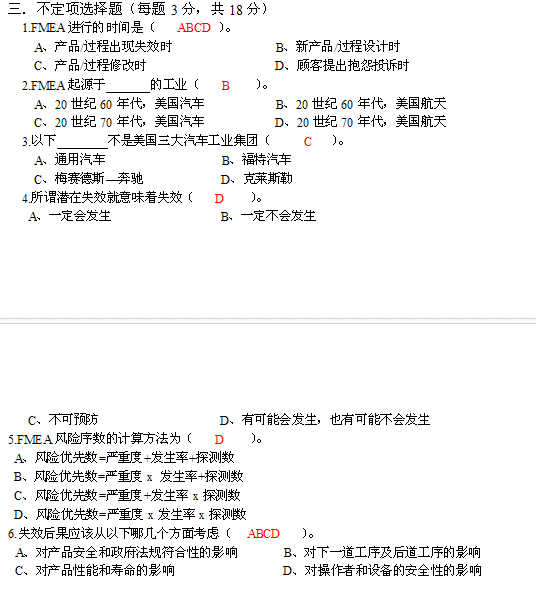 三．不定项选择题（每题 3 分，共 18 分）
1.FMEA进行的时间是（ ABCD ）。
A、产品/过程出现失效时 B、新产品/过程设计时
C、产品/过程修改时 D、顾客提出抱怨投诉时
2.FMEA起源于_______的工业（ B ）。
A、20 世纪 60 年代，美国汽车 B、20 世纪 60 年代，美国航天
C、20 世纪 70 年代，美国汽车 D、20 世纪 70 年代，美国航天
3.以下________不是美国三大汽车工业集团（ C ）。
A、通用汽车 B、福特汽车
C、梅赛德斯—奔驰 D、克莱斯勒
4.所谓潜在失效就意味着失效（ D ）。
A、一定会发生 B、一定不会发生
C、不可预防 D、有可能会发生，也有可能不会发生
5.FMEA风险序数的计算方法为（ D ）。
A、风险优先数=严重度+发生率+探测数
B、风险优先数=严重度 x 发生率+探测数
C、风险优先数=严重度+发生率 x 探测数
D、风险优先数=严重度 x 发生率 x 探测数
6.失效后果应该从以下哪几个方面考虑（ ABCD ）。
A、对产品安全和政府法规符合性的影响 B、对下一道工序及后道工序的影响
C、对产品性能和寿命的影响 D、对操作者和设备的安全性的影响